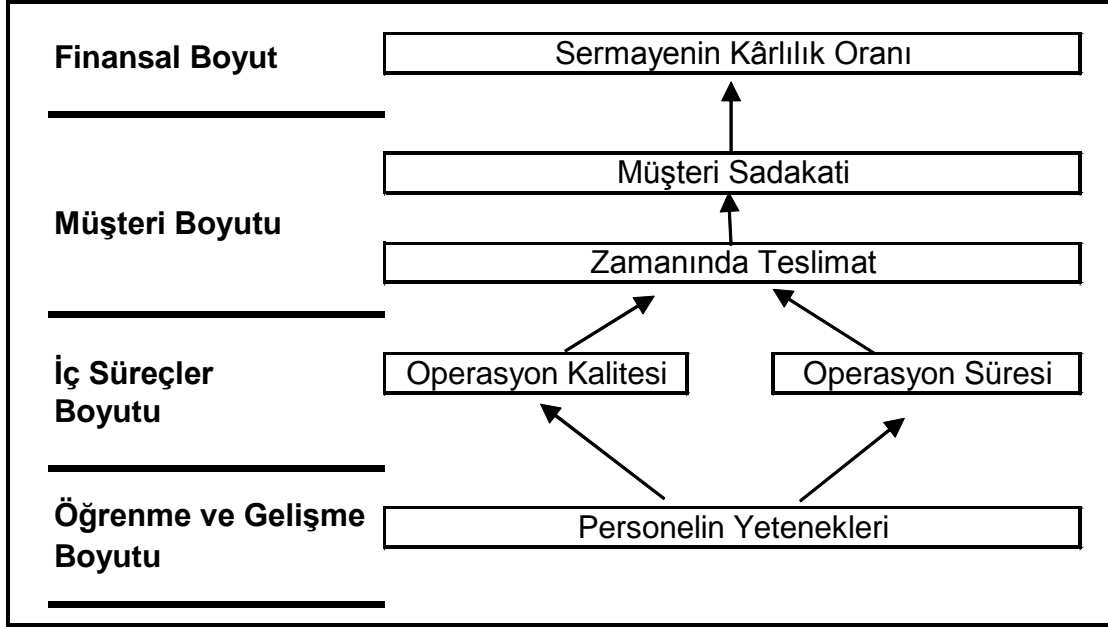 Finansal Boyut
Sermayenin Kârlılık Oranı
Müşteri Sadakati
Müşteri Boyutu
Zamanında Teslimat
İç Süreçler
Boyutu
Operasyon Kalitesi
Operasyon Süresi
Öğrenme ve Gelişme
Boyutu
Personelin Yetenekleri